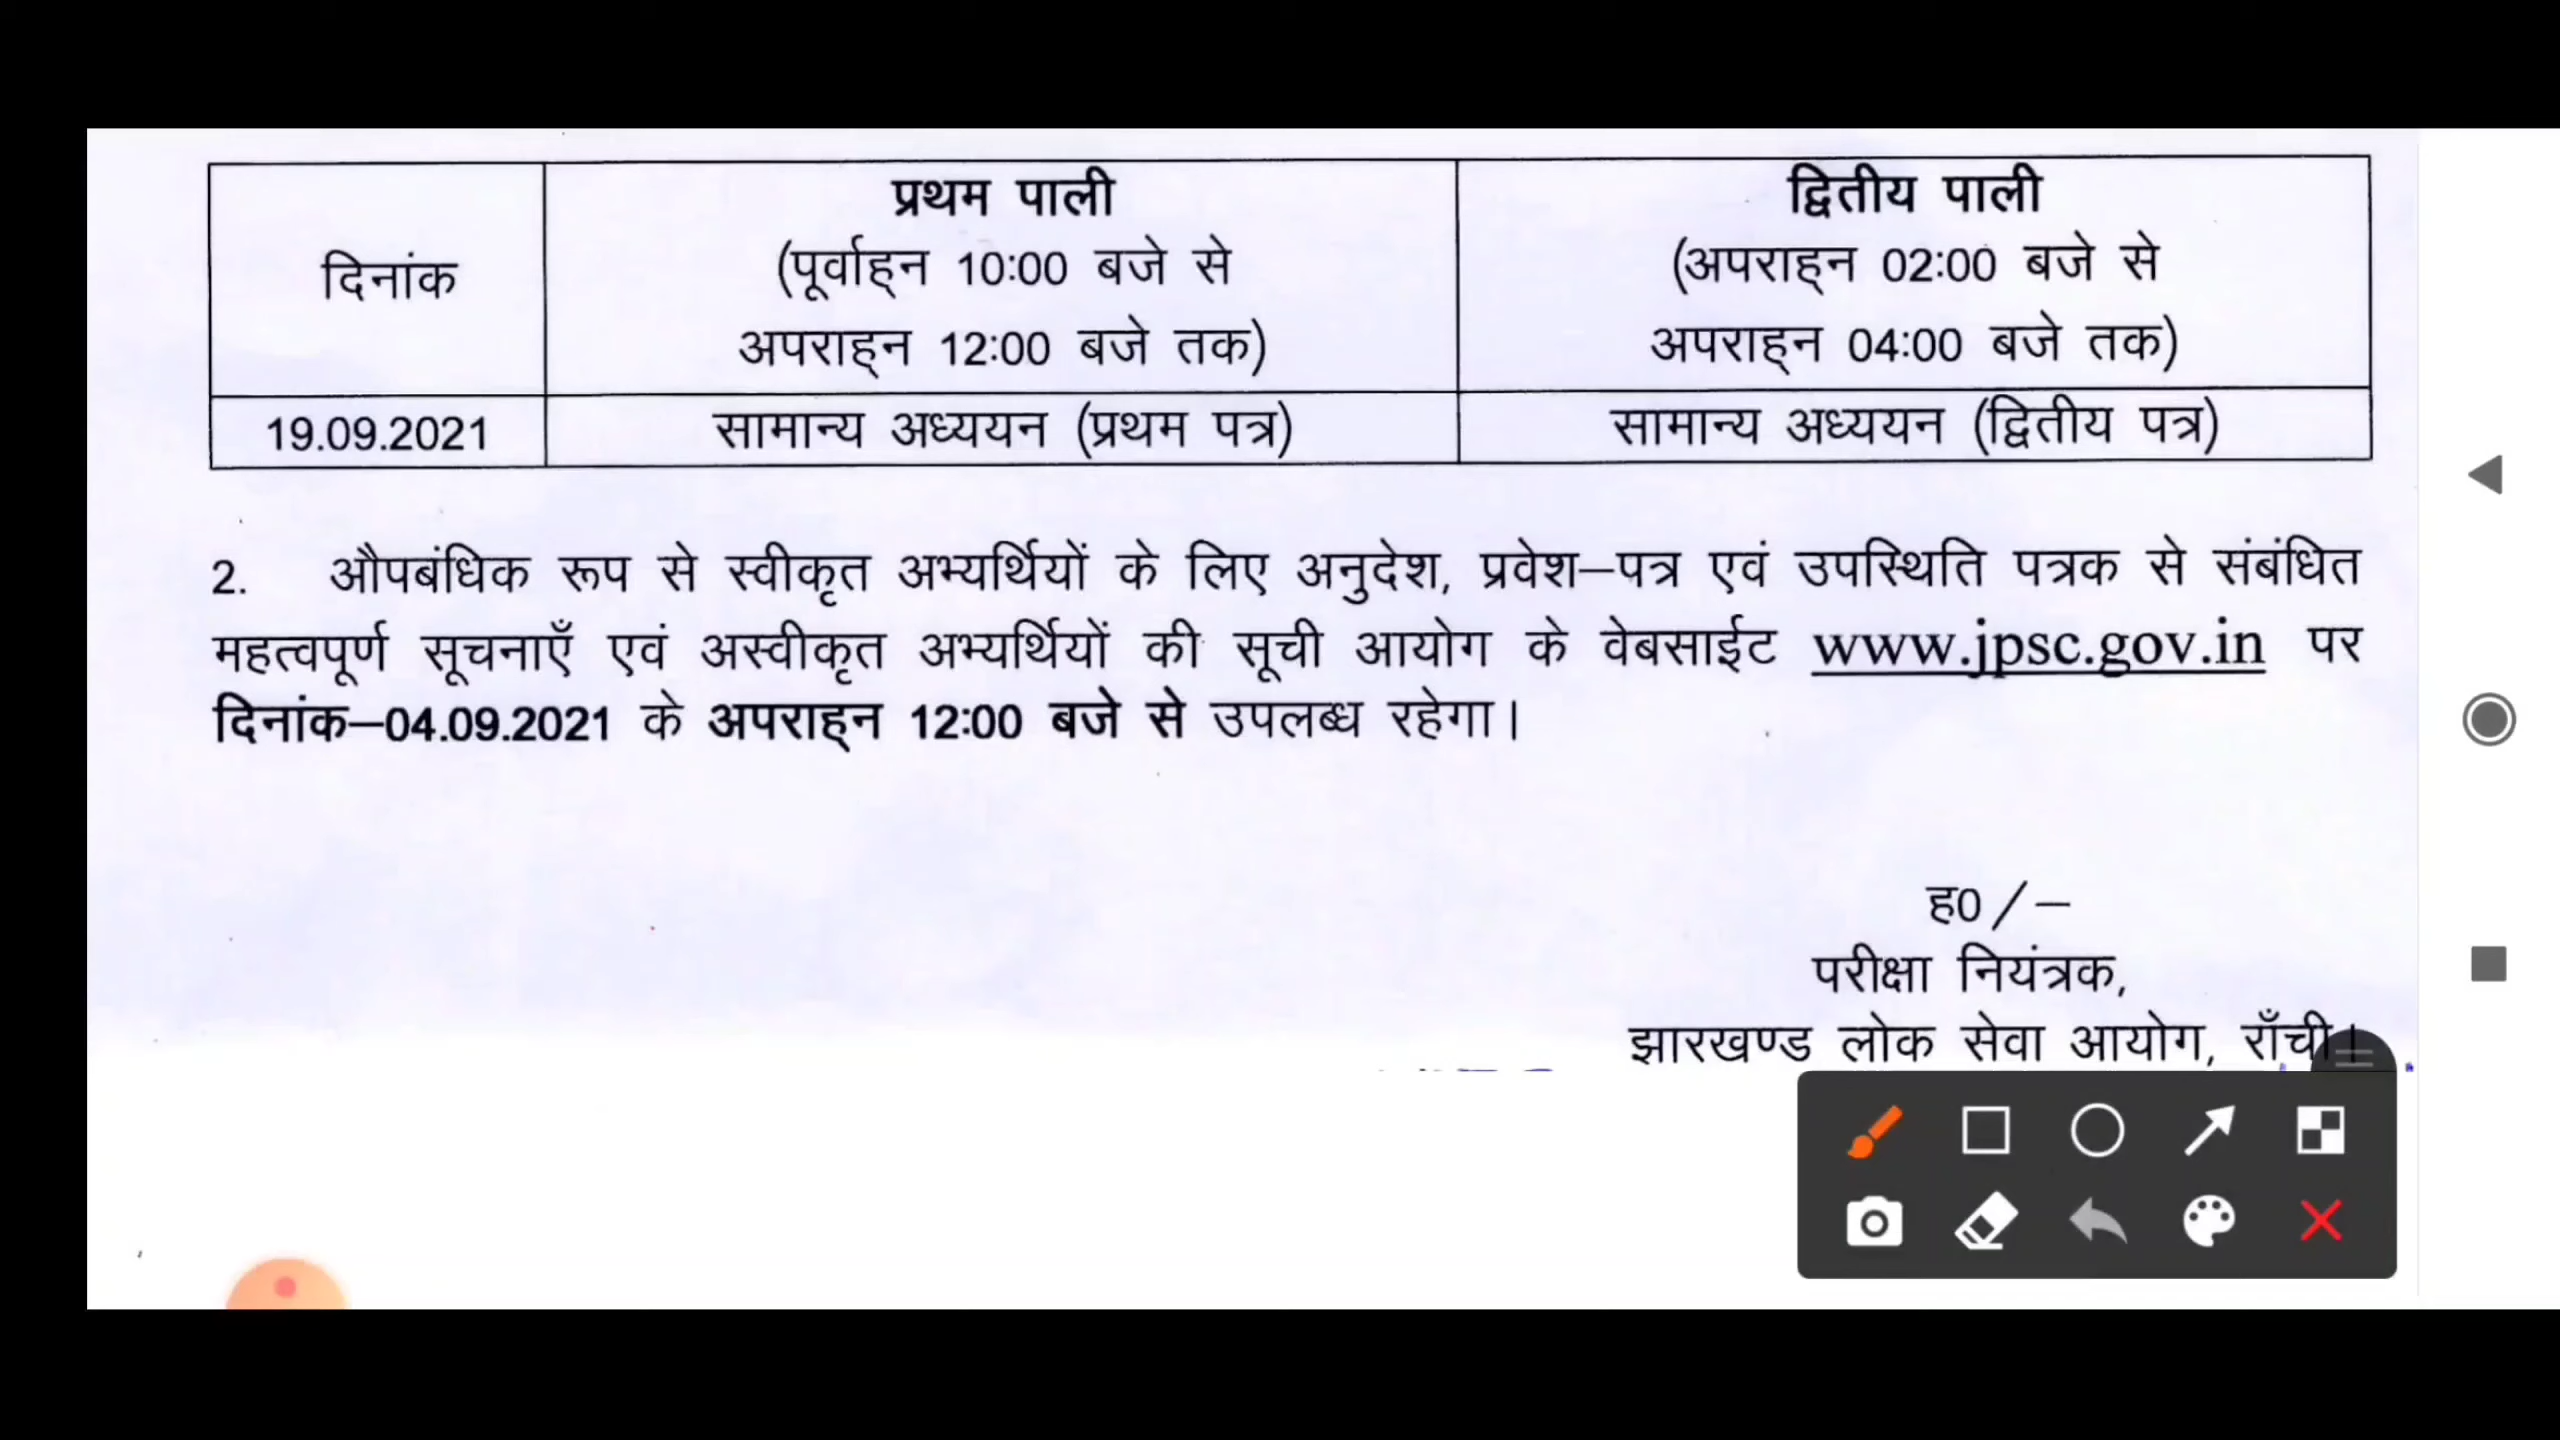 दिनांक
प्रथम पाली
(पूर्वाह्न 10:00 बजे से
अपराह्न 12:00 बजे तक)
द्वितीय पाली
(अपराह्न 02:00 बजे से
अपराह्न 04:00 बजे तक)
19.09.2021
सामान्य अध्ययन (प्रथम पत्र)
सामान्य अध्ययन (द्वितीय पत्र)
2. औपबंधिक रूप से स्वीकृत अभ्यर्थियों के लिए अनुदेश, प्रवेश–पत्र एवं उपस्थिति पत्रक से संबंधित
महत्वपूर्ण सूचनाएँ एवं अस्वीकृत अभ्यर्थियों की सूची आयोग के वेबसाईट www.jpsc.gov.in पर
दिनांक–04.09.2021 के अपराह्न 12:00 बजे से उपलब्ध रहेगा।
ह0/–
परीक्षा नियंत्रक,
झारखण्ड लोक सेवा आयोग, राँची।